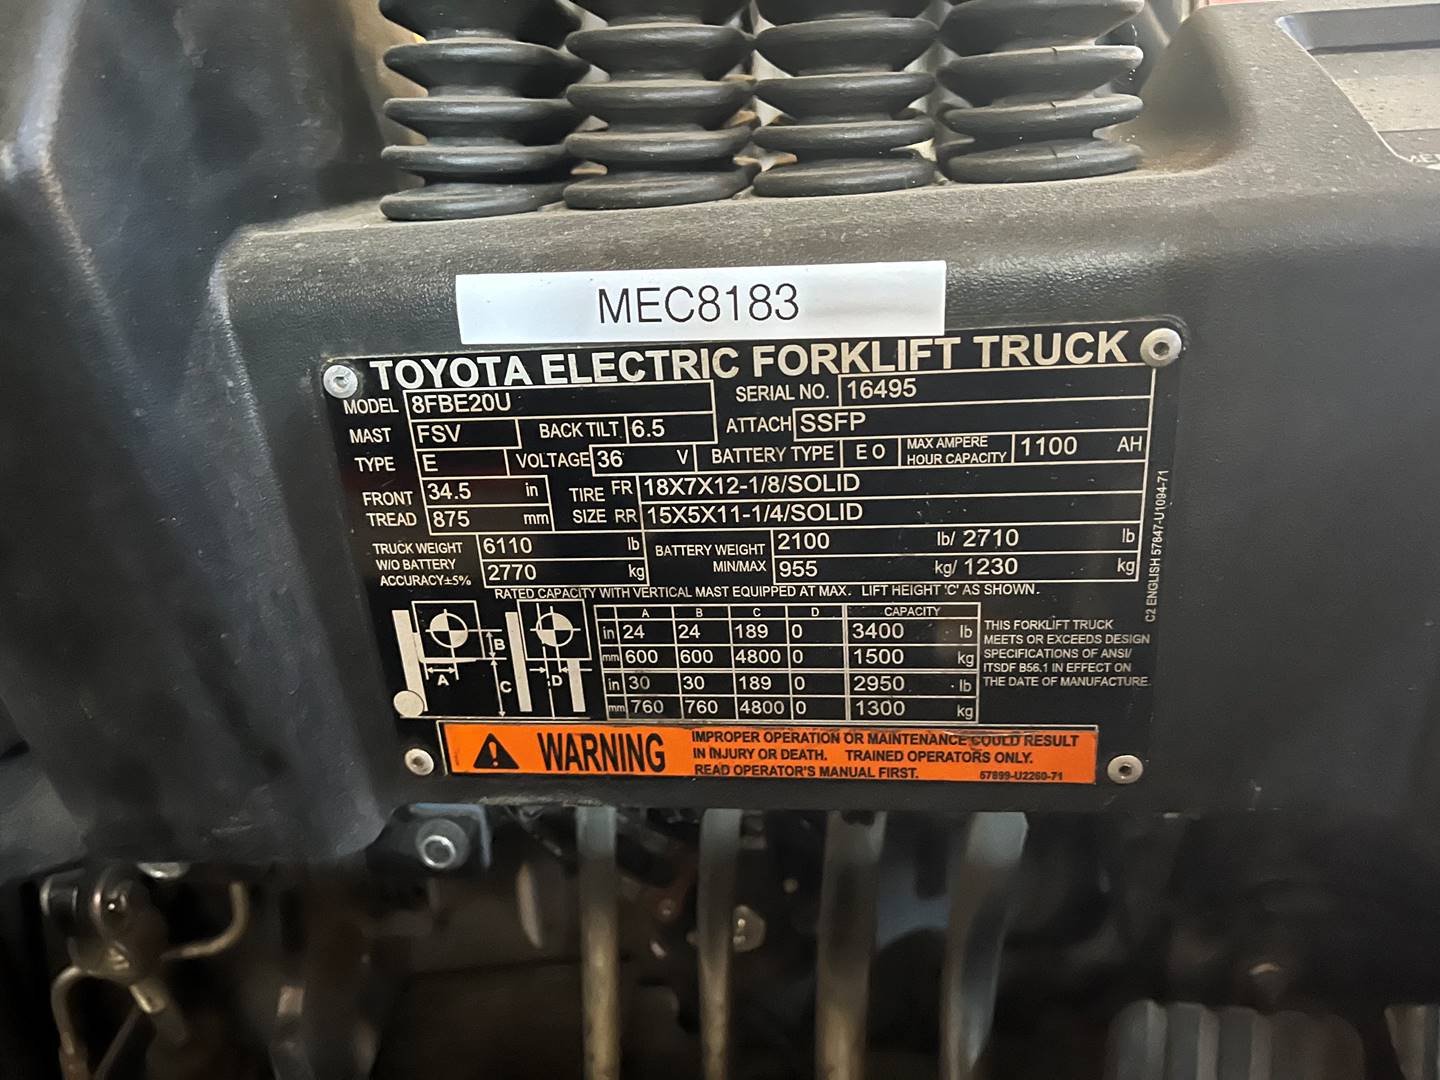 MEC8183
TOYOTA ELECTRIC FORKLIFT TRUCK
MODEL 8FBE20U SERIAL NO. 16495
MAST FSV BACK TILT 6.5 ATTACH SSFP
TYPE E VOLTAGE 36 V BATTERY TYPE E O MAX AMPERE HOUR CAPACITY 1100 AH
FRONT TREAD 34.5 in TIRE SIZE FR 18X7X12-1/8/SOLID
875 mm RR 15X5X11-1/4/SOLID
TRUCK WEIGHT W/O BATTERY ACCURACY±5% 6110 lb BATTERY WEIGHT MIN/MAX 2100 lb/ 2710 lb
2770 kg 955 kg/ 1230 kg
RATED CAPACITY WITH VERTICAL MAST EQUIPPED AT MAX. LIFT HEIGHT 'C' AS SHOWN.
A B C D CAPACITY
in 24 24 189 0 3400 lb
mm 600 600 4800 0 1500 kg
in 30 30 189 0 2950 lb
mm 760 760 4800 0 1300 kg
A B C D
THIS FORKLIFT TRUCK
MEETS OR EXCEEDS DESIGN
SPECIFICATIONS OF ANSI/
ITSDF B56.1 IN EFFECT ON
THE DATE OF MANUFACTURE.
C2 ENGLISH 57847-U1094-71
WARNING
IMPROPER OPERATION OR MAINTENANCE COULD RESULT
IN INJURY OR DEATH. TRAINED OPERATORS ONLY.
READ OPERATOR'S MANUAL FIRST. 57899-U2260-71